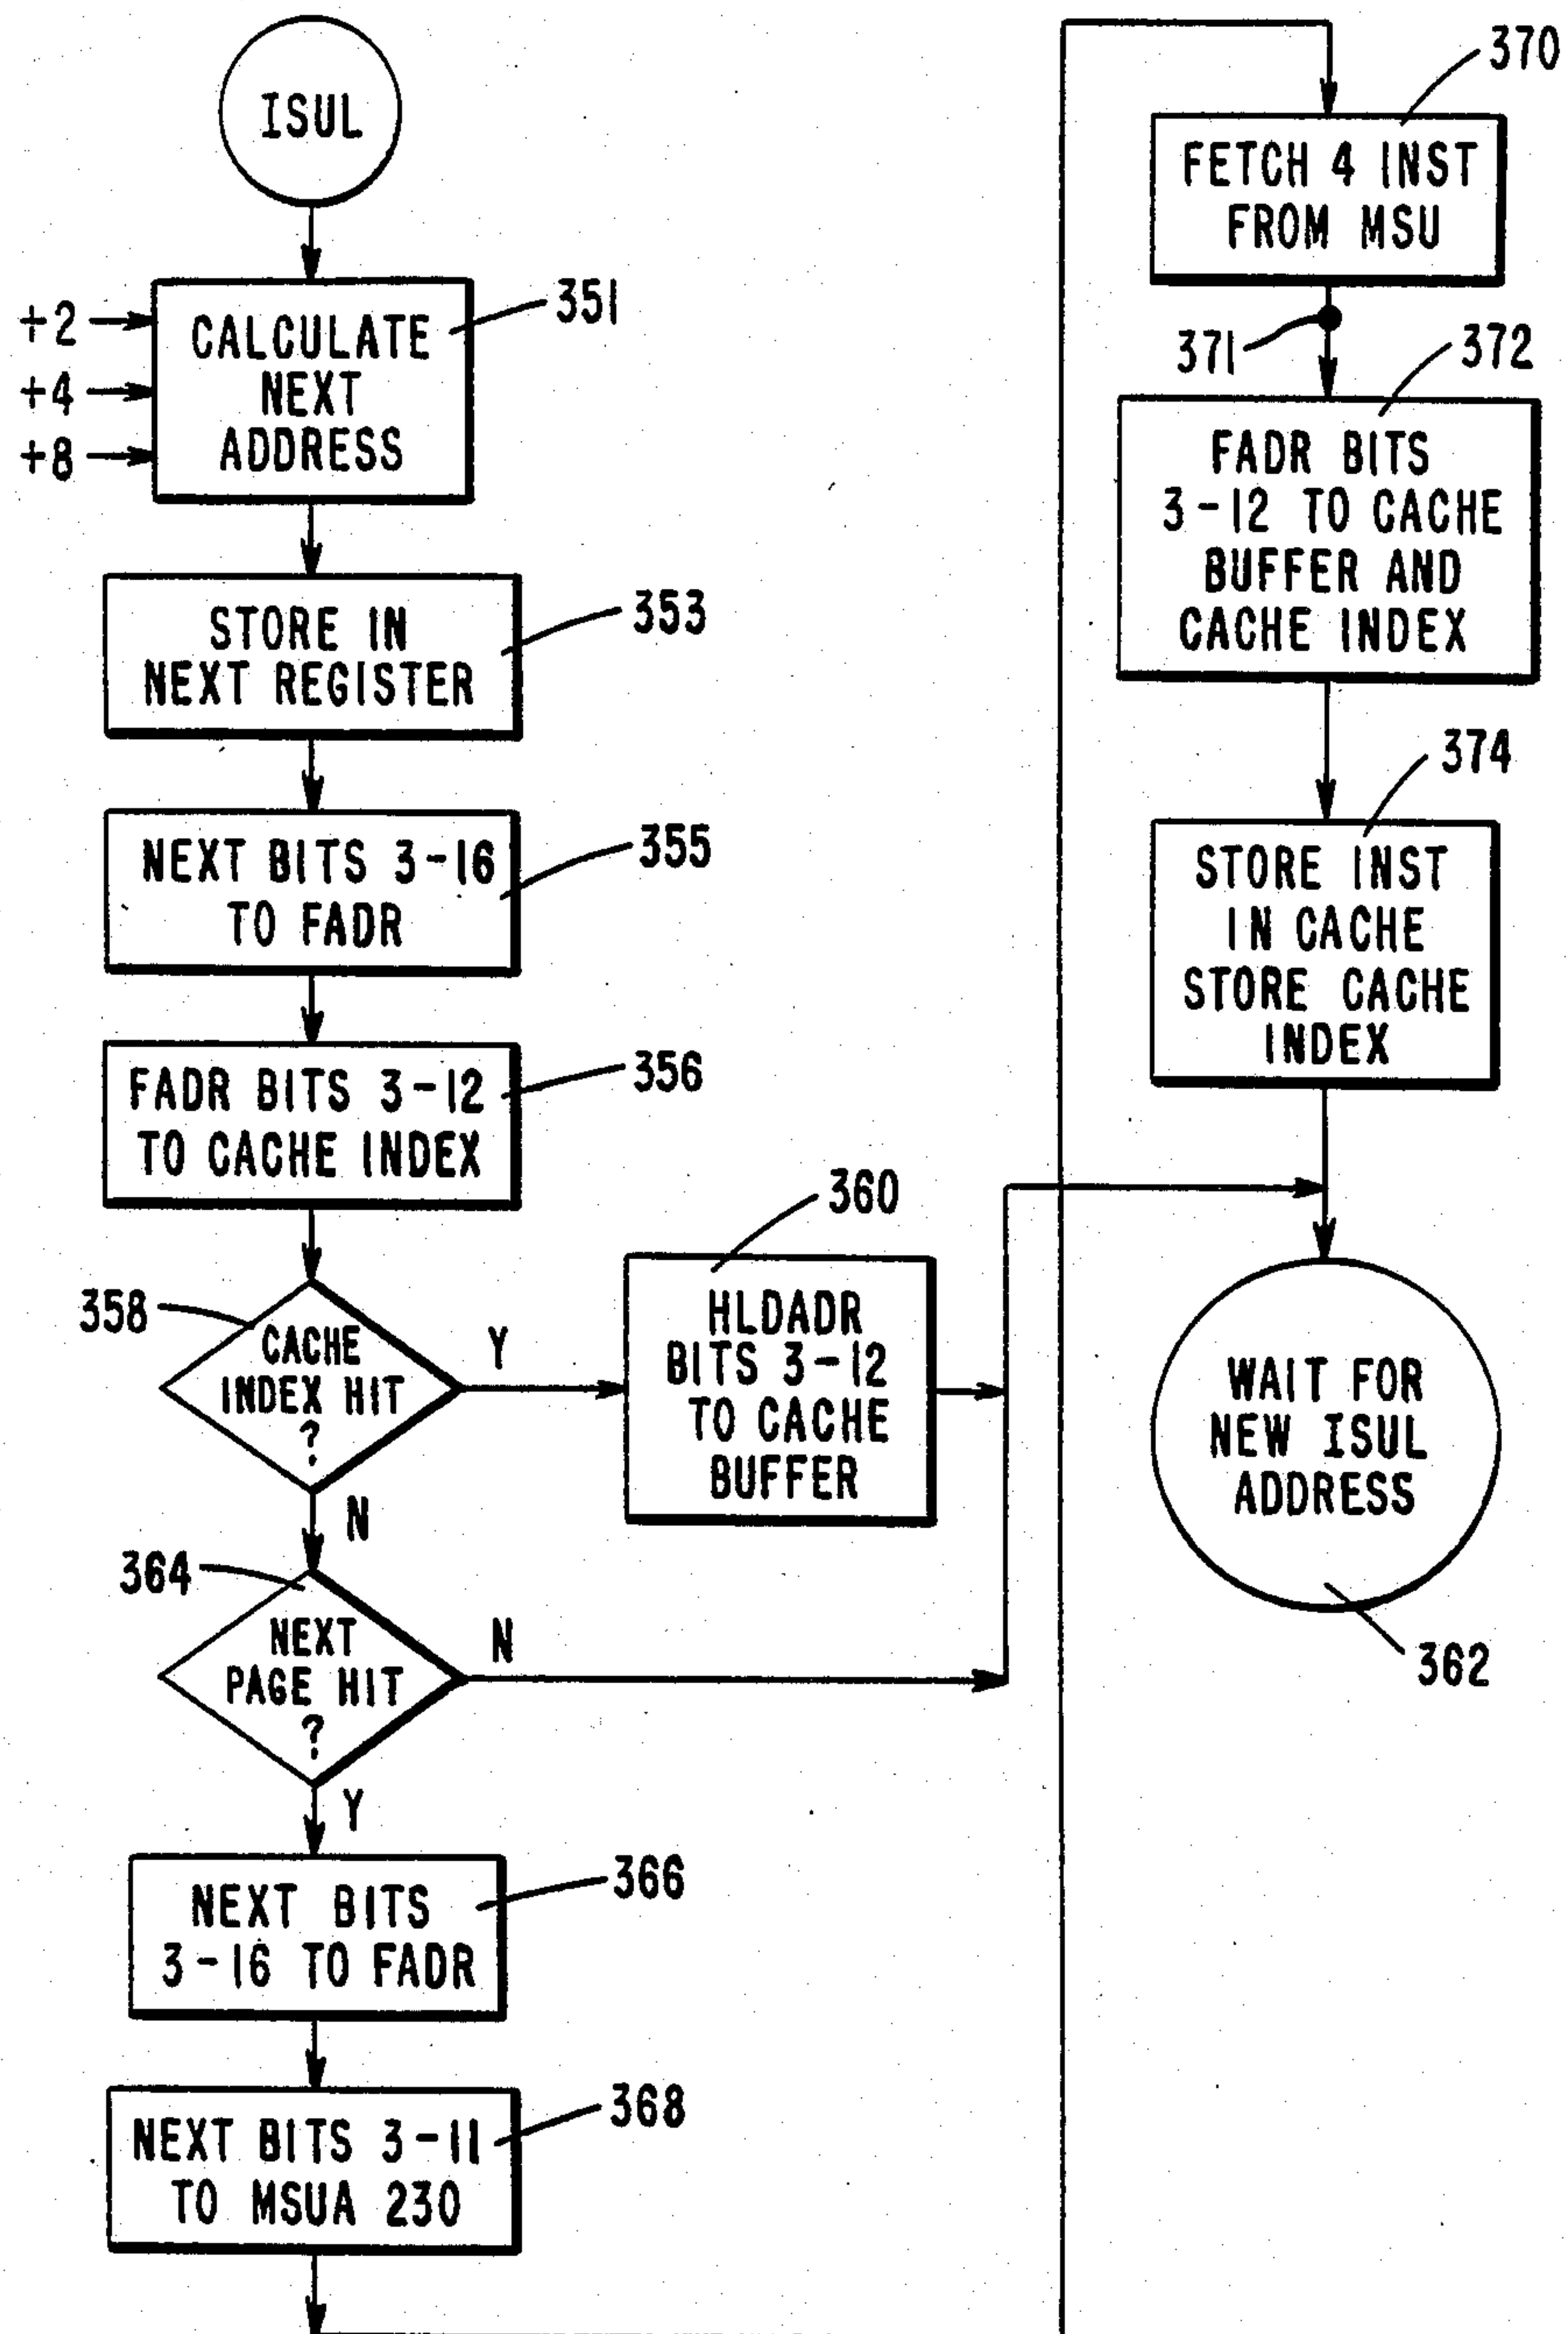 ISUL
+2
+4
+8
CALCULATE
NEXT
ADDRESS
351
STORE IN
NEXT REGISTER
353
NEXT BITS 3-16
TO FADR
355
FADR BITS 3-12
TO CACHE INDEX
356
358
CACHE
INDEX HIT
?
Y
N
360
HLDADR
BITS 3-12
TO CACHE
BUFFER
364
NEXT
PAGE HIT
?
N
Y
NEXT BITS
3-16 TO FADR
366
NEXT BITS 3-11
TO MSUA 230
368
370
FETCH 4 INST
FROM MSU
371
372
FADR BITS
3-12 TO CACHE
BUFFER AND
CACHE INDEX
374
STORE INST
IN CACHE
STORE CACHE
INDEX
WAIT FOR
NEW ISUL
ADDRESS
362